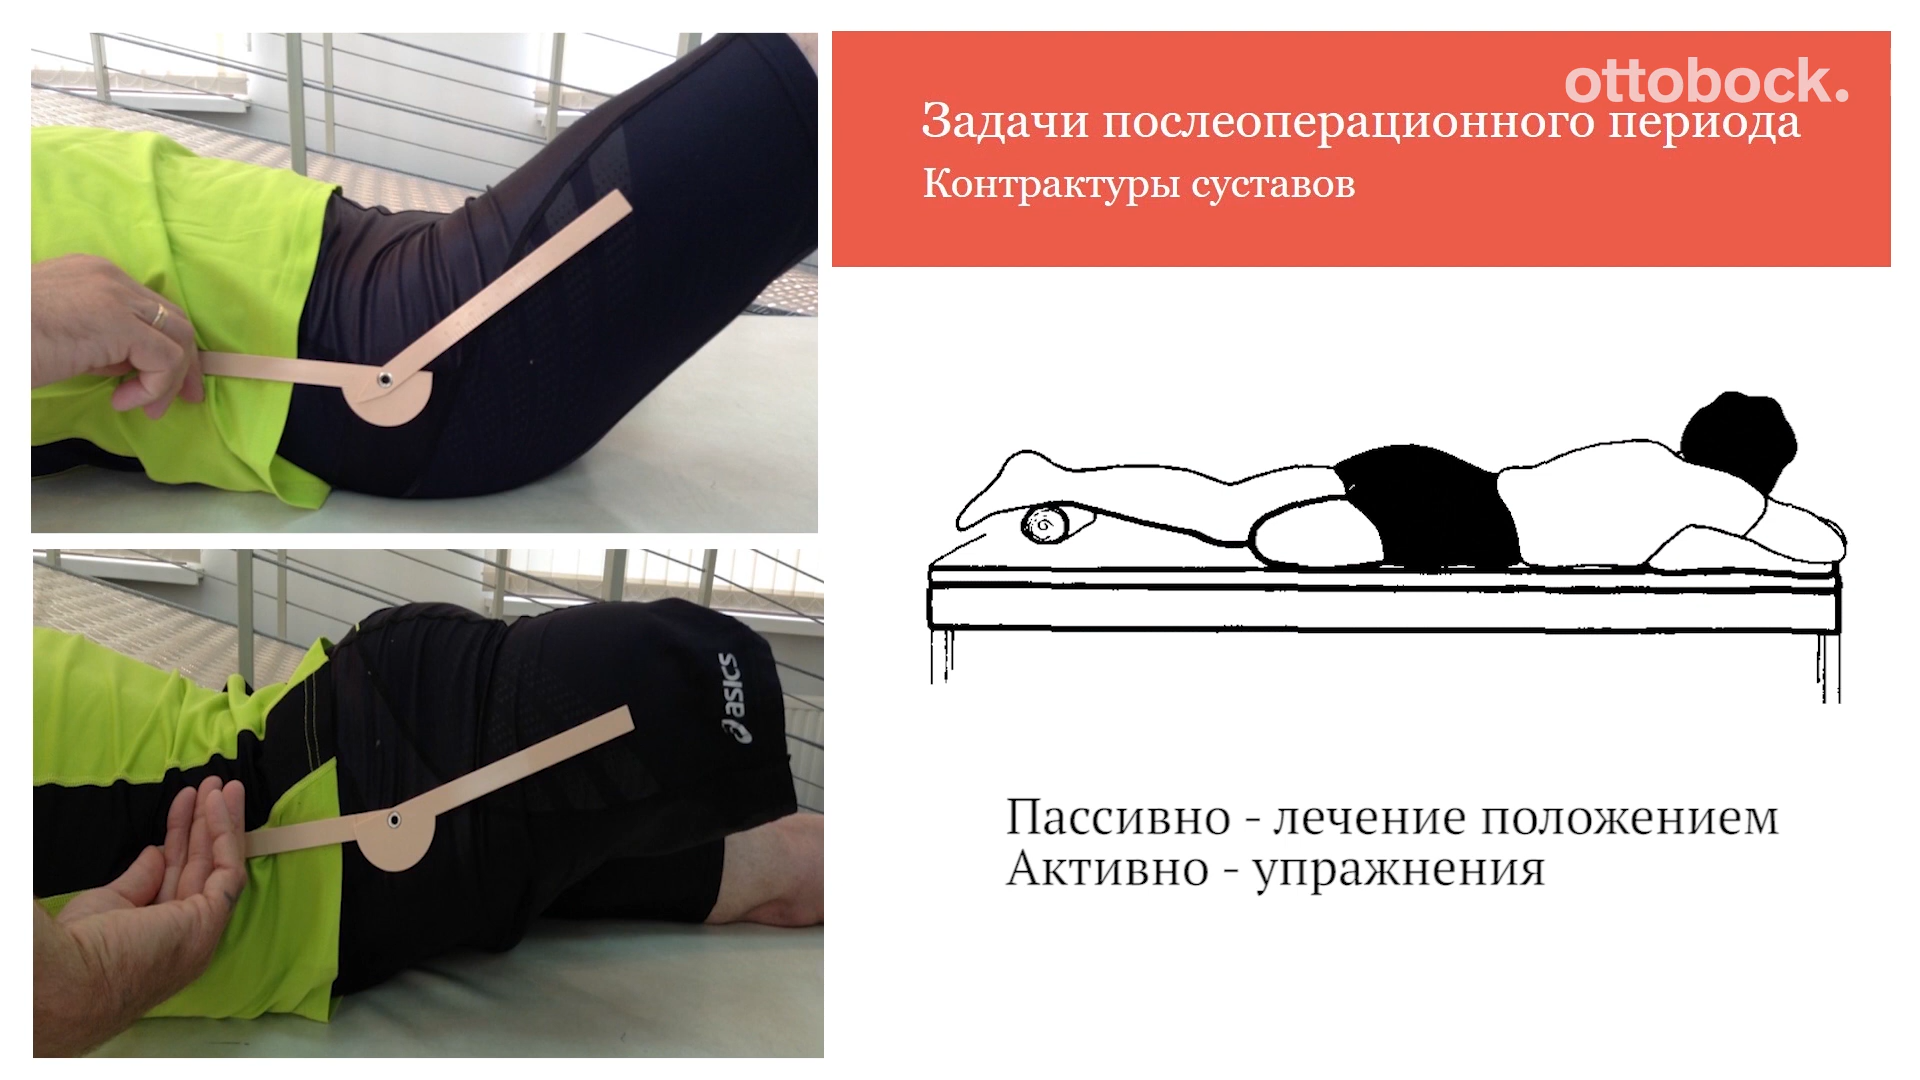 ottobock.
Задачи послеоперационного периода
Контрактуры суставов
asics
Пассивно - лечение положением
Активно - упражнения